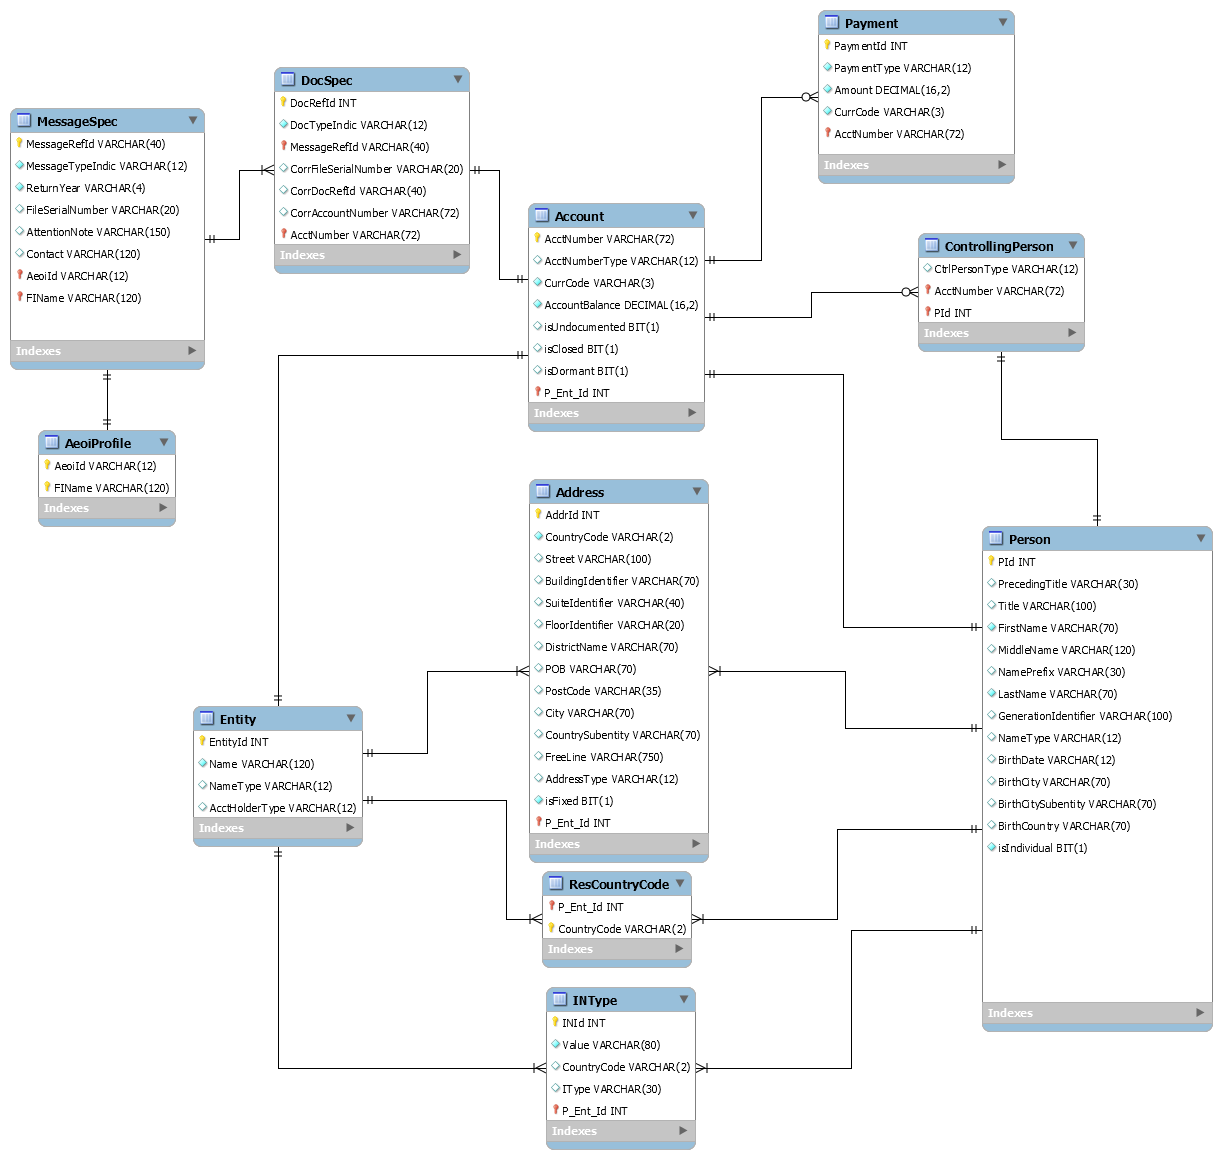 Payment
PaymentId INT
PaymentType VARCHAR(12)
Amount DECIMAL(16,2)
CurrCode VARCHAR(3)
AcctNumber VARCHAR(72)
Indexes
DocSpec
DocRefId INT
DocTypeIndic VARCHAR(12)
MessageRefId VARCHAR(40)
CorrFileSerialNumber VARCHAR(20)
CorrDocRefId VARCHAR(40)
CorrAccountNumber VARCHAR(72)
AcctNumber VARCHAR(72)
Indexes
MessageSpec
MessageRefId VARCHAR(40)
MessageTypeIndic VARCHAR(12)
ReturnYear VARCHAR(4)
FileSerialNumber VARCHAR(20)
AttentionNote VARCHAR(150)
Contact VARCHAR(120)
AeoiId VARCHAR(12)
FIName VARCHAR(120)
Indexes
Account
AcctNumber VARCHAR(72)
AcctNumberType VARCHAR(12)
CurrCode VARCHAR(3)
AccountBalance DECIMAL(16,2)
isUndocumented BIT(1)
isClosed BIT(1)
isDormant BIT(1)
P_Ent_Id INT
Indexes
ControllingPerson
CtrlPersonType VARCHAR(12)
AcctNumber VARCHAR(72)
PId INT
Indexes
AeoiProfile
AeoiId VARCHAR(12)
FIName VARCHAR(120)
Indexes
Address
AddrId INT
CountryCode VARCHAR(2)
Street VARCHAR(100)
BuildingIdentifier VARCHAR(70)
SuiteIdentifier VARCHAR(40)
FloorIdentifier VARCHAR(20)
DistrictName VARCHAR(70)
POB VARCHAR(70)
PostCode VARCHAR(35)
City VARCHAR(70)
CountrySubentity VARCHAR(70)
FreeLine VARCHAR(750)
AddressType VARCHAR(12)
isFixed BIT(1)
P_Ent_Id INT
Indexes
Person
PId INT
PrecedingTitle VARCHAR(30)
Title VARCHAR(100)
FirstName VARCHAR(70)
MiddleName VARCHAR(120)
NamePrefix VARCHAR(30)
LastName VARCHAR(70)
GenerationIdentifier VARCHAR(100)
NameType VARCHAR(12)
BirthDate VARCHAR(12)
BirthCity VARCHAR(70)
BirthCitySubentity VARCHAR(70)
BirthCountry VARCHAR(70)
isIndividual BIT(1)
Indexes
Entity
EntityId INT
Name VARCHAR(120)
NameType VARCHAR(12)
AcctHolderType VARCHAR(12)
Indexes
ResCountryCode
P_Ent_Id INT
CountryCode VARCHAR(2)
Indexes
INType
INId INT
Value VARCHAR(80)
CountryCode VARCHAR(2)
IType VARCHAR(30)
P_Ent_Id INT
Indexes